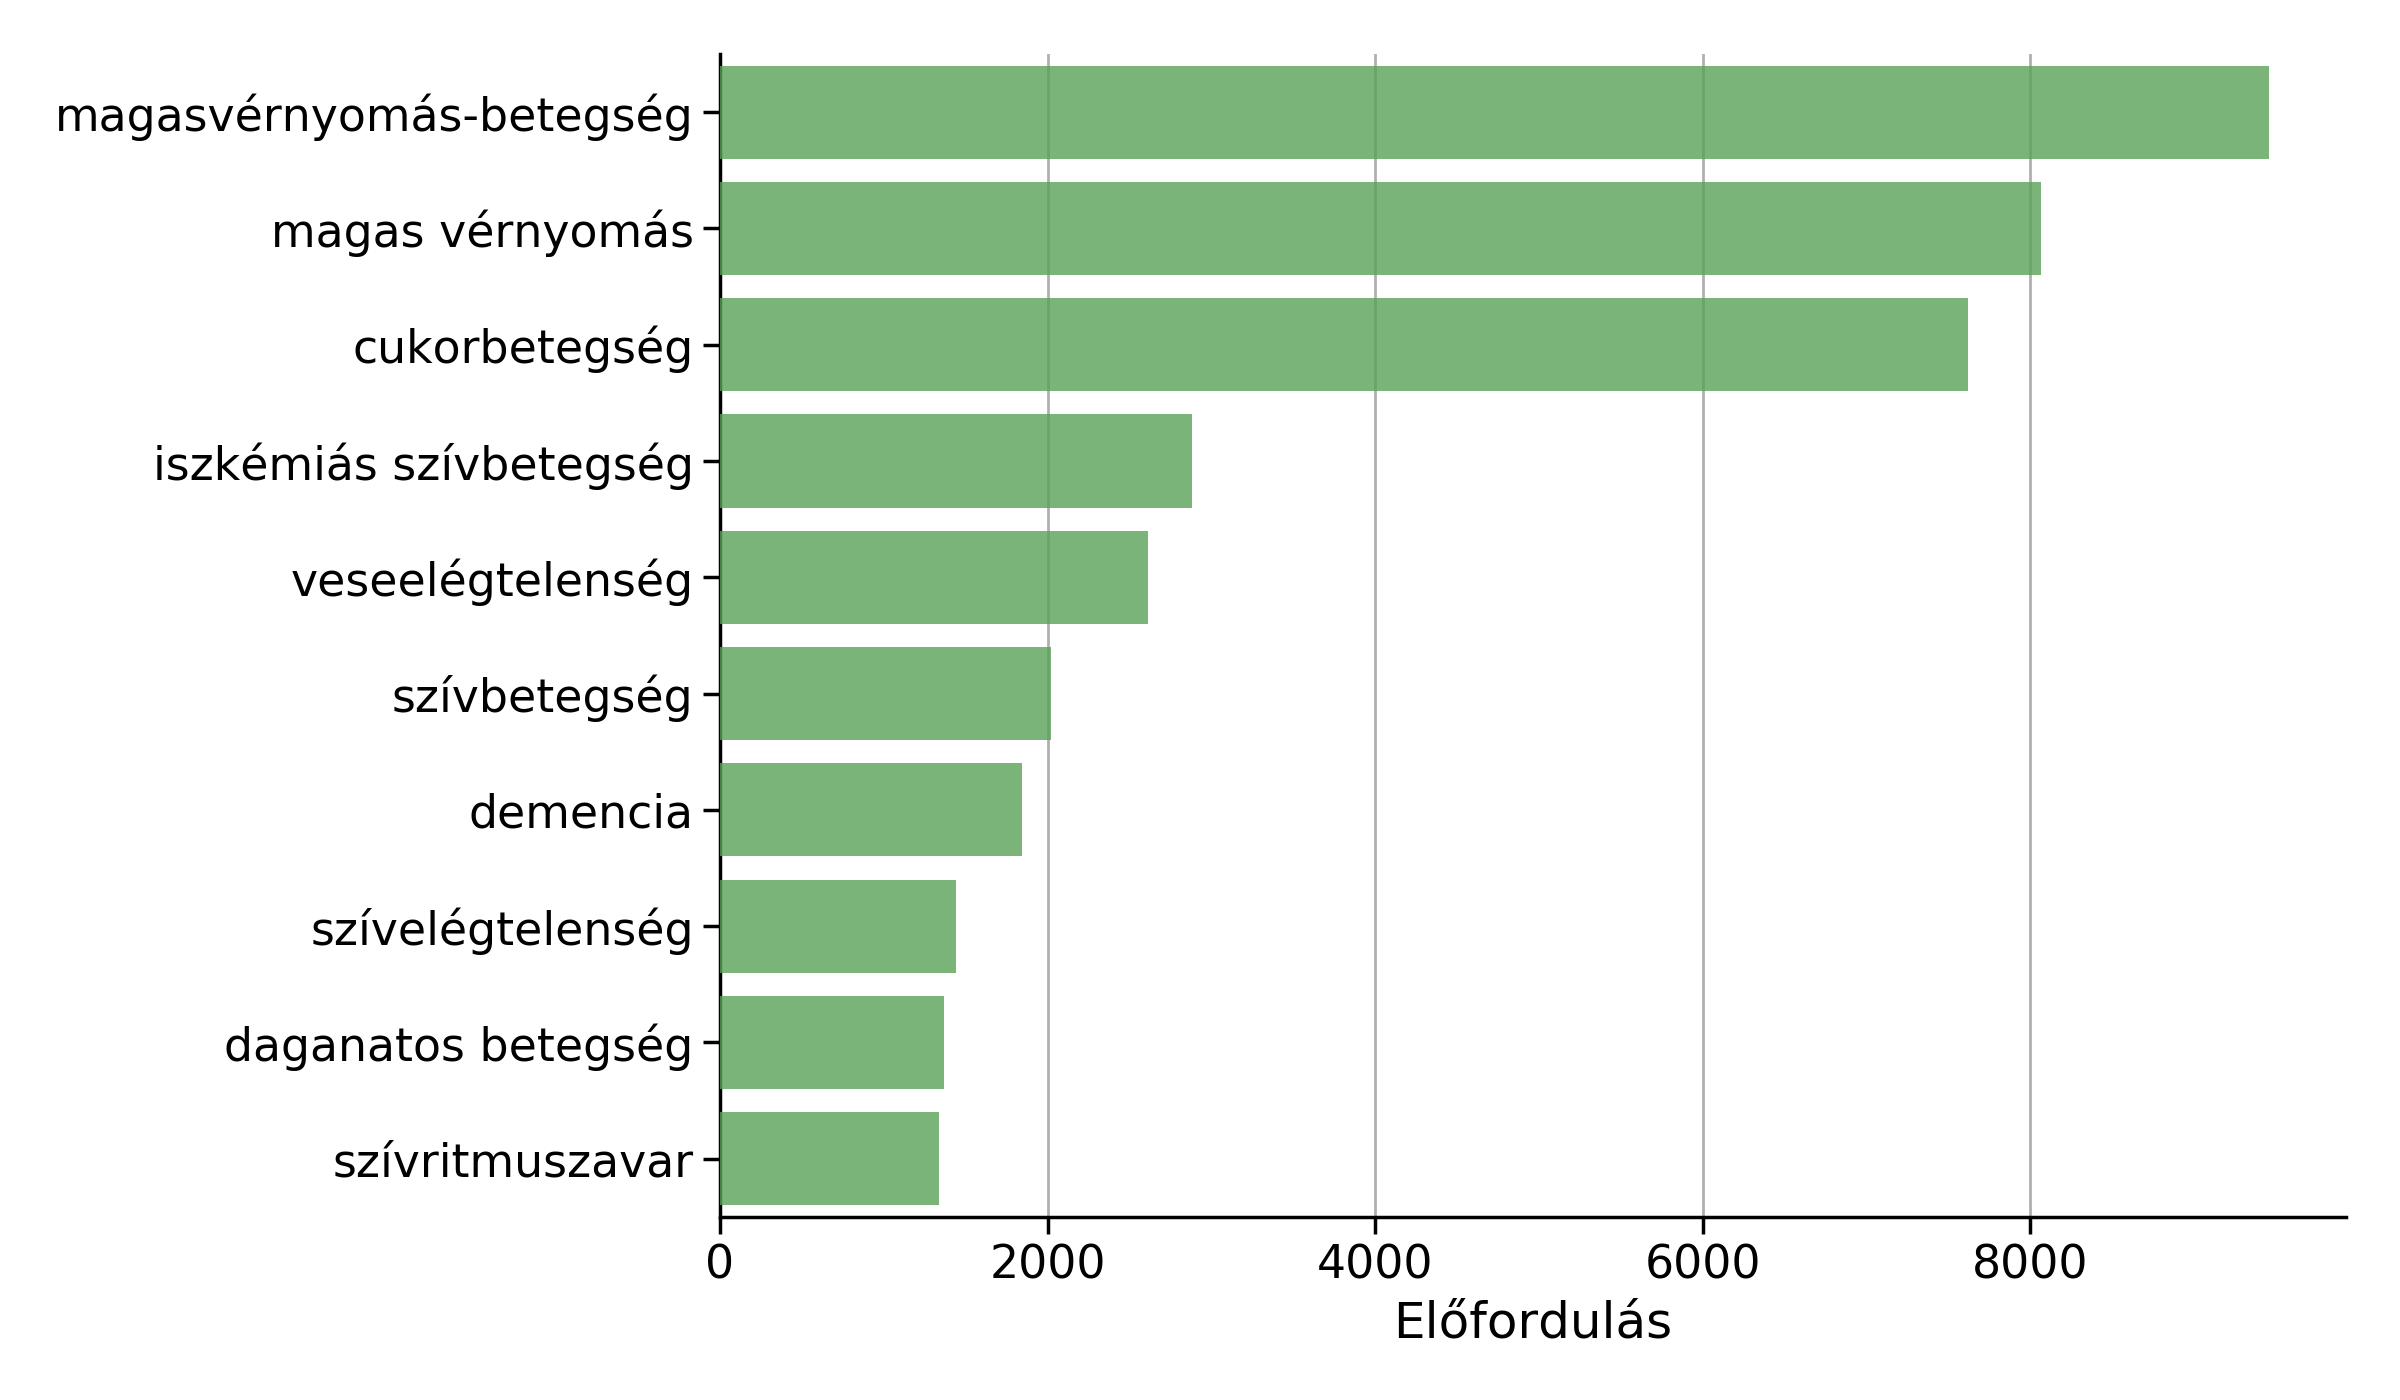 magasvérnyomás-betegség
magas vérnyomás
cukorbetegség
iszkémiás szívbetegség
veseelégtelenség
szívbetegség
demencia
szívelégtelenség
daganatos betegség
szívritmuszavar
0 2000 4000 6000 8000
Előfordulás